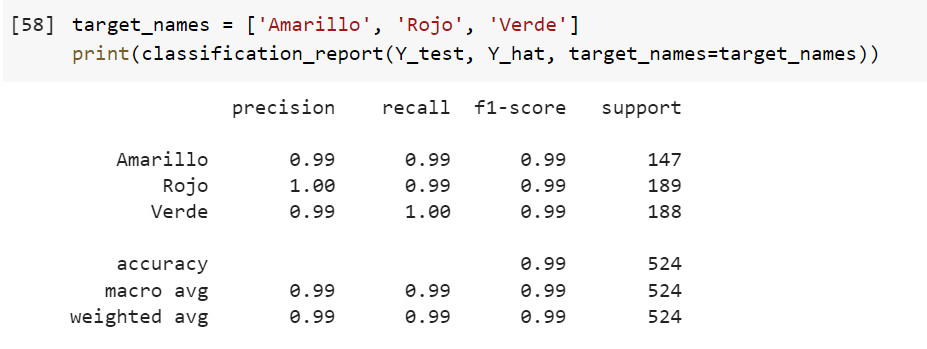 [58] target_names = ['Amarillo', 'Rojo', 'Verde']
print(classification_report(Y_test, Y_hat, target_names=target_names))
precision recall f1-score support
Amarillo 0.99 0.99 0.99 147
Rojo 1.00 0.99 0.99 189
Verde 0.99 1.00 0.99 188
accuracy 0.99 524
macro avg 0.99 0.99 0.99 524
weighted avg 0.99 0.99 0.99 524